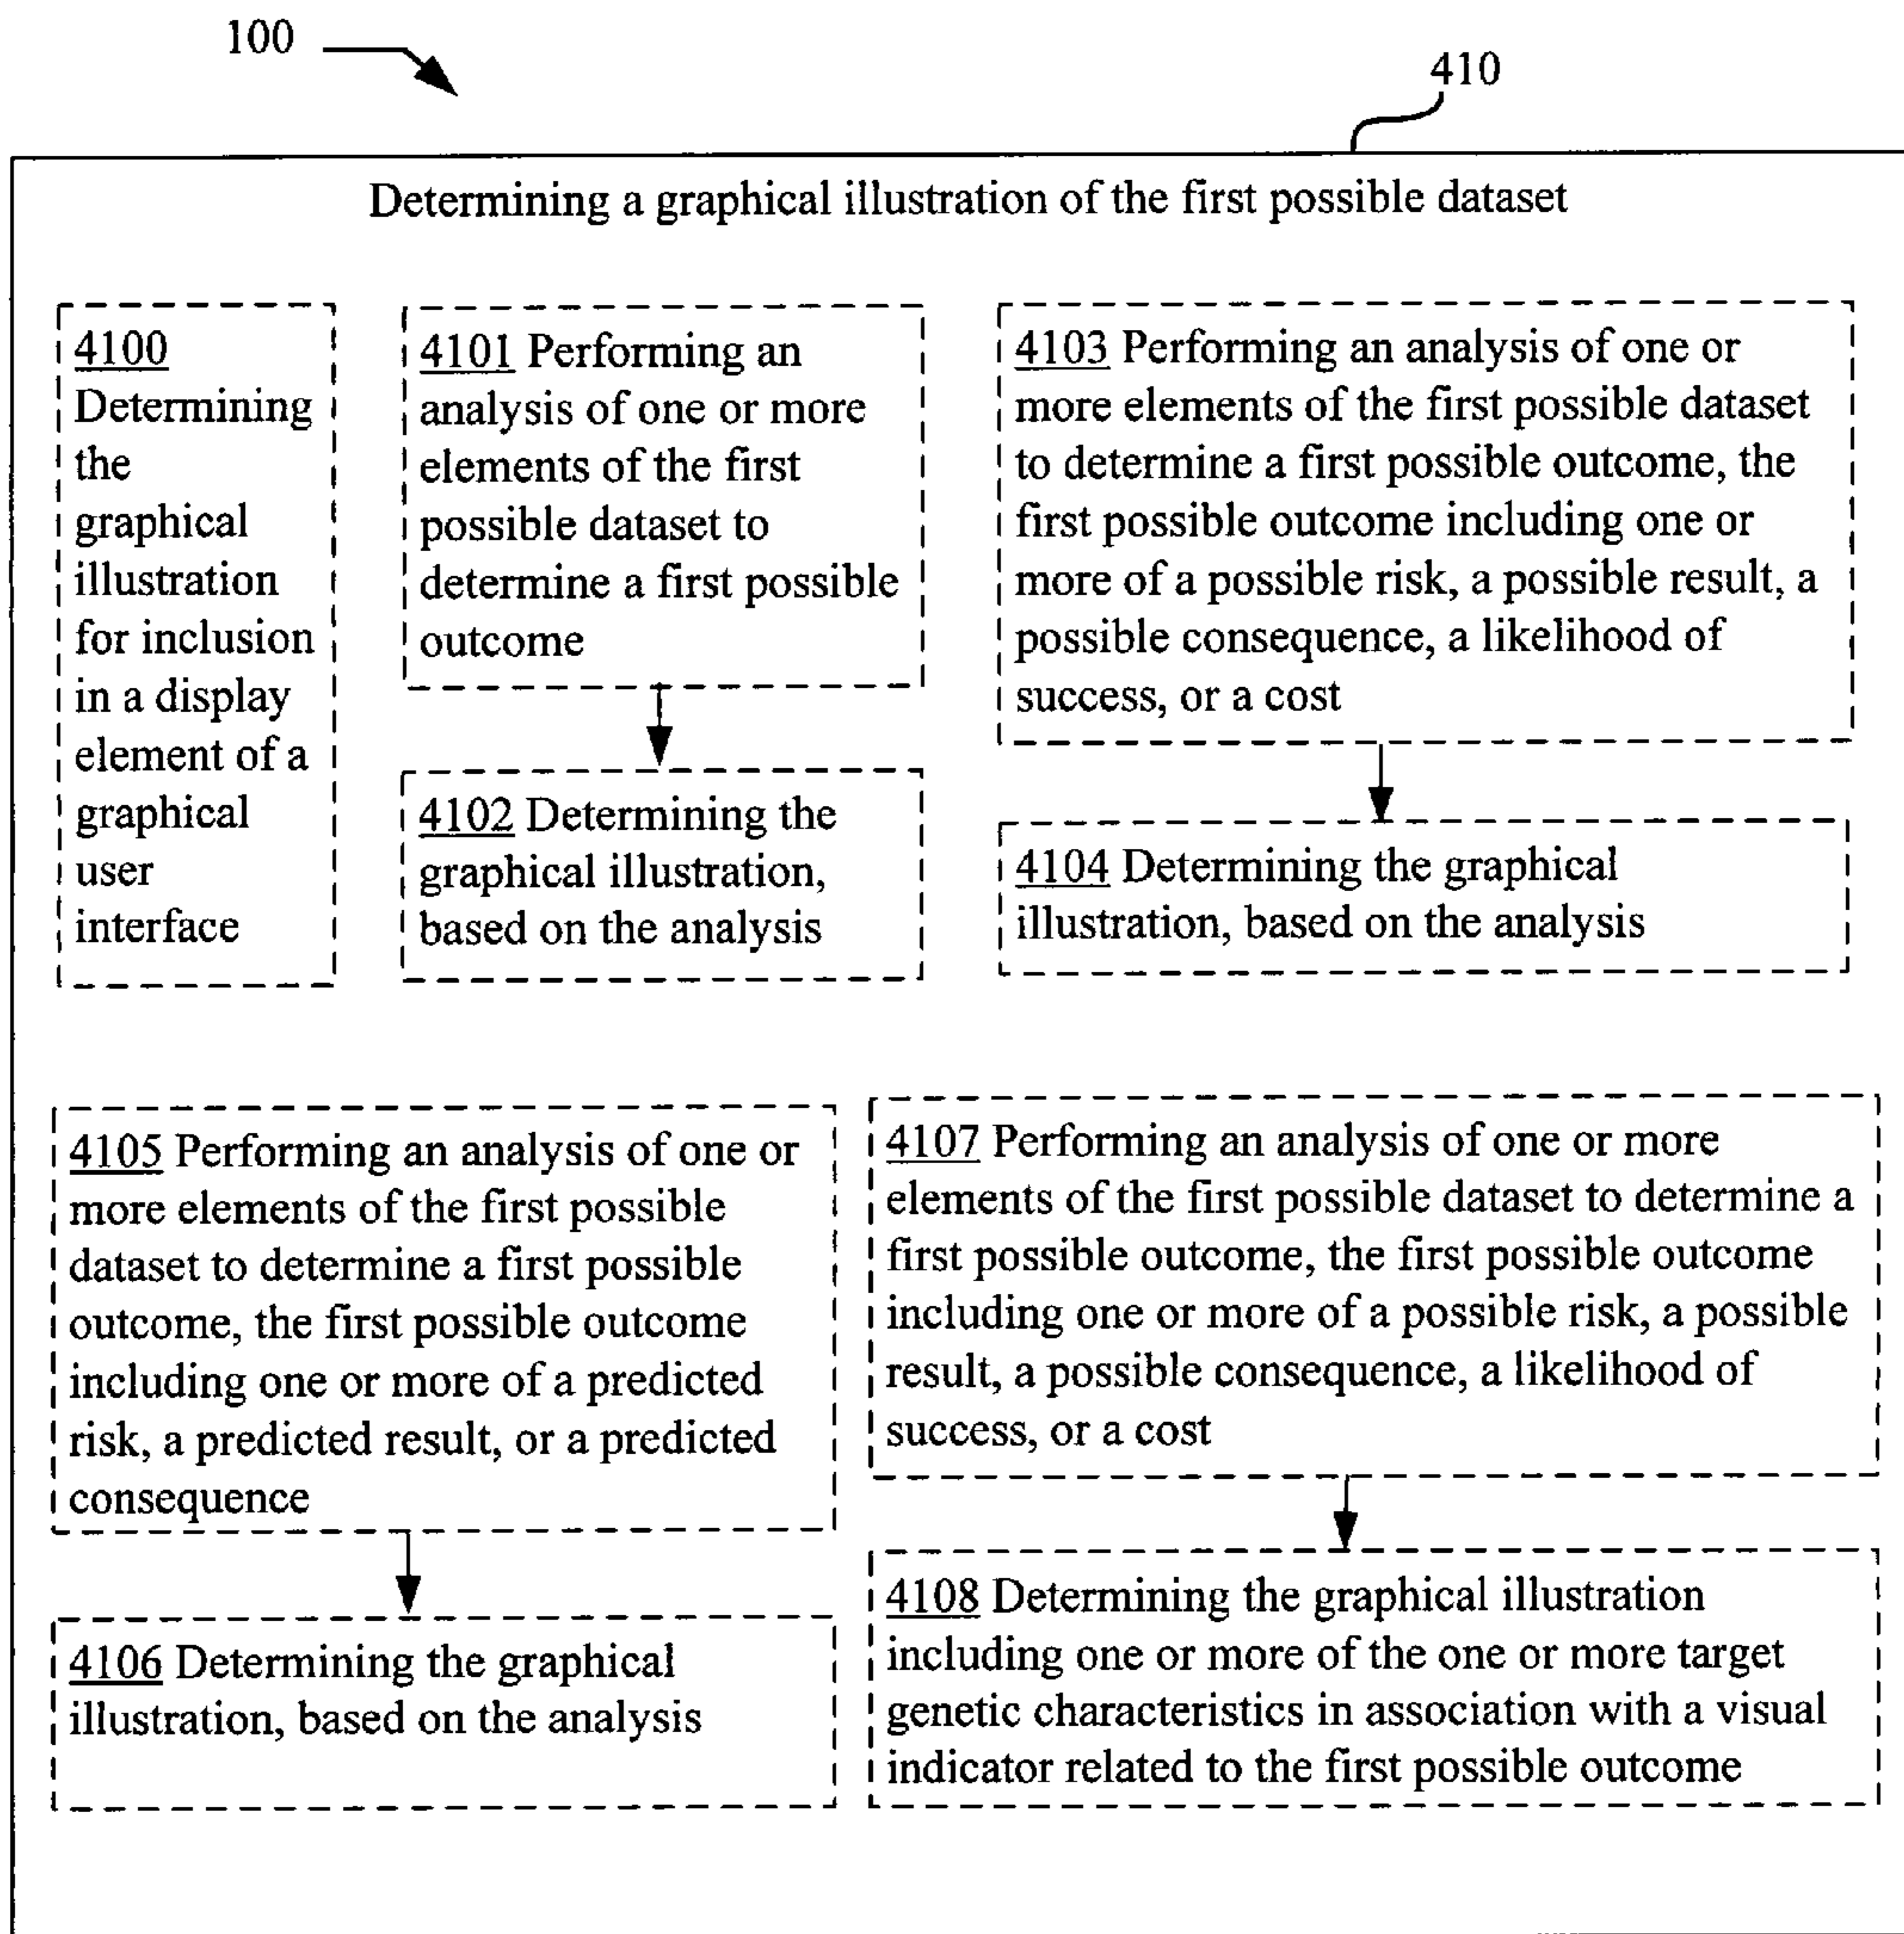 100
410
Determining a graphical illustration of the first possible dataset
4100
Determining
the
graphical
illustration
for inclusion
in a display
element of a
graphical
user
interface
4101 Performing an
analysis of one or more
elements of the first
possible dataset to
determine a first possible
outcome
4102 Determining the
graphical illustration,
based on the analysis
4103 Performing an analysis of one or
more elements of the first possible dataset
to determine a first possible outcome, the
first possible outcome including one or
more of a possible risk, a possible result, a
possible consequence, a likelihood of
success, or a cost
4104 Determining the graphical
illustration, based on the analysis
4105 Performing an analysis of one or
more elements of the first possible
dataset to determine a first possible
outcome, the first possible outcome
including one or more of a predicted
risk, a predicted result, or a predicted
consequence
4106 Determining the graphical
illustration, based on the analysis
4107 Performing an analysis of one or more
elements of the first possible dataset to determine a
first possible outcome, the first possible outcome
including one or more of a possible risk, a possible
result, a possible consequence, a likelihood of
success, or a cost
4108 Determining the graphical illustration
including one or more of the one or more target
genetic characteristics in association with a visual
indicator related to the first possible outcome